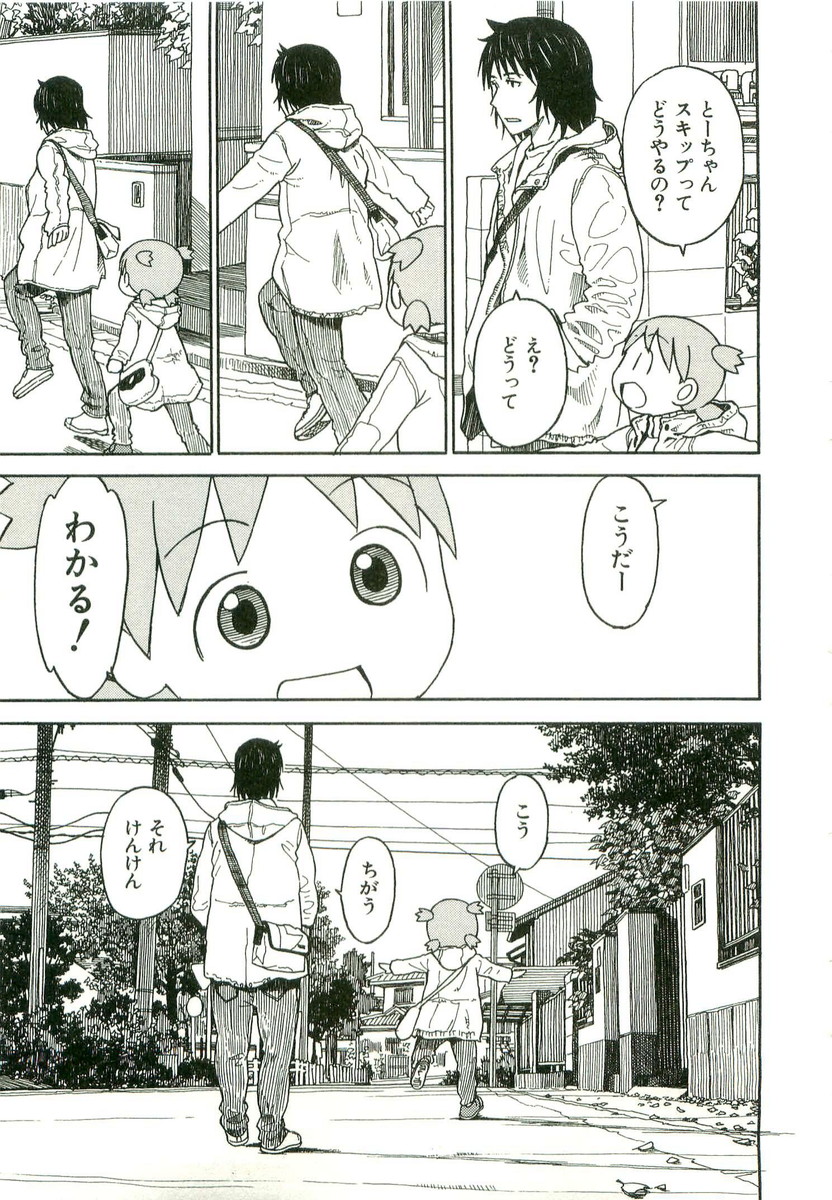 とーちゃん
スキップって
どうやるの?
え?
どうって
こうだー
わかる!
こう
ちがう
それ
けんけん